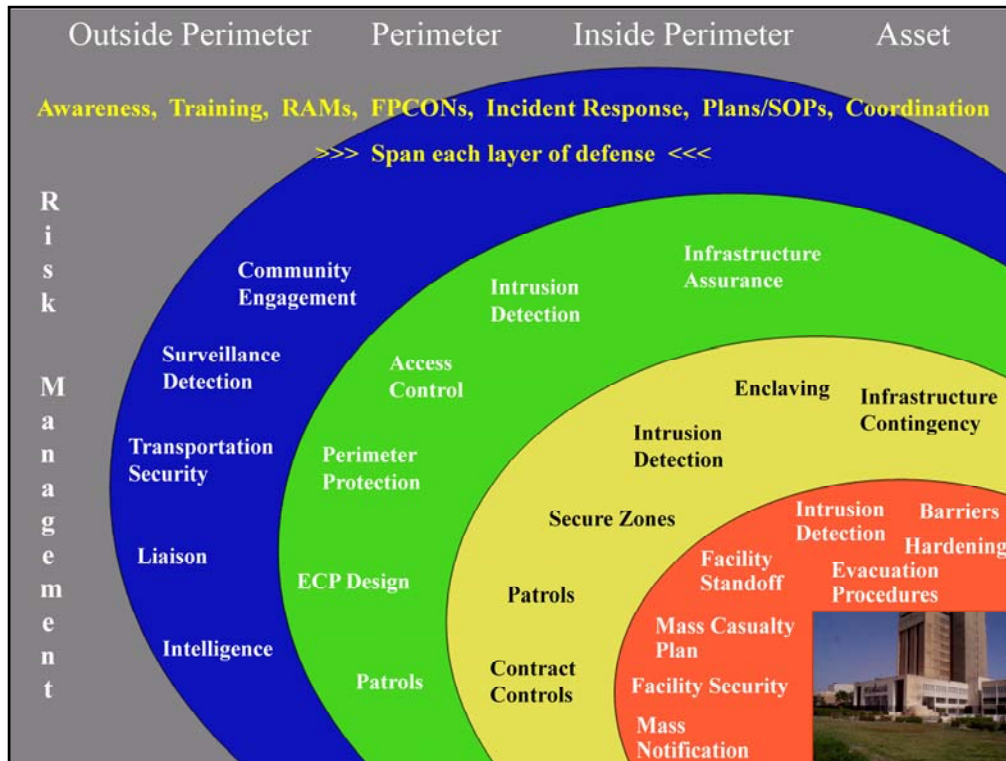 Outside Perimeter Perimeter Inside Perimeter Asset
Awareness, Training, RAMs, FPCONs, Incident Response, Plans/SOPs, Coordination
>>> Span each layer of defense <<<
Risk Management
Community
Engagement
Surveillance
Detection
Transportation
Security
Liaison
Intelligence
Intrusion
Detection
Infrastructure
Assurance
Access
Control
Perimeter
Protection
ECP Design
Patrols
Enclaving
Infrastructure
Contingency
Intrusion
Detection
Secure Zones
Patrols
Contract
Controls
Intrusion
Detection
Barriers
Hardening
Facility
Standoff
Evacuation
Procedures
Mass Casualty
Plan
Facility Security
Mass
Notification